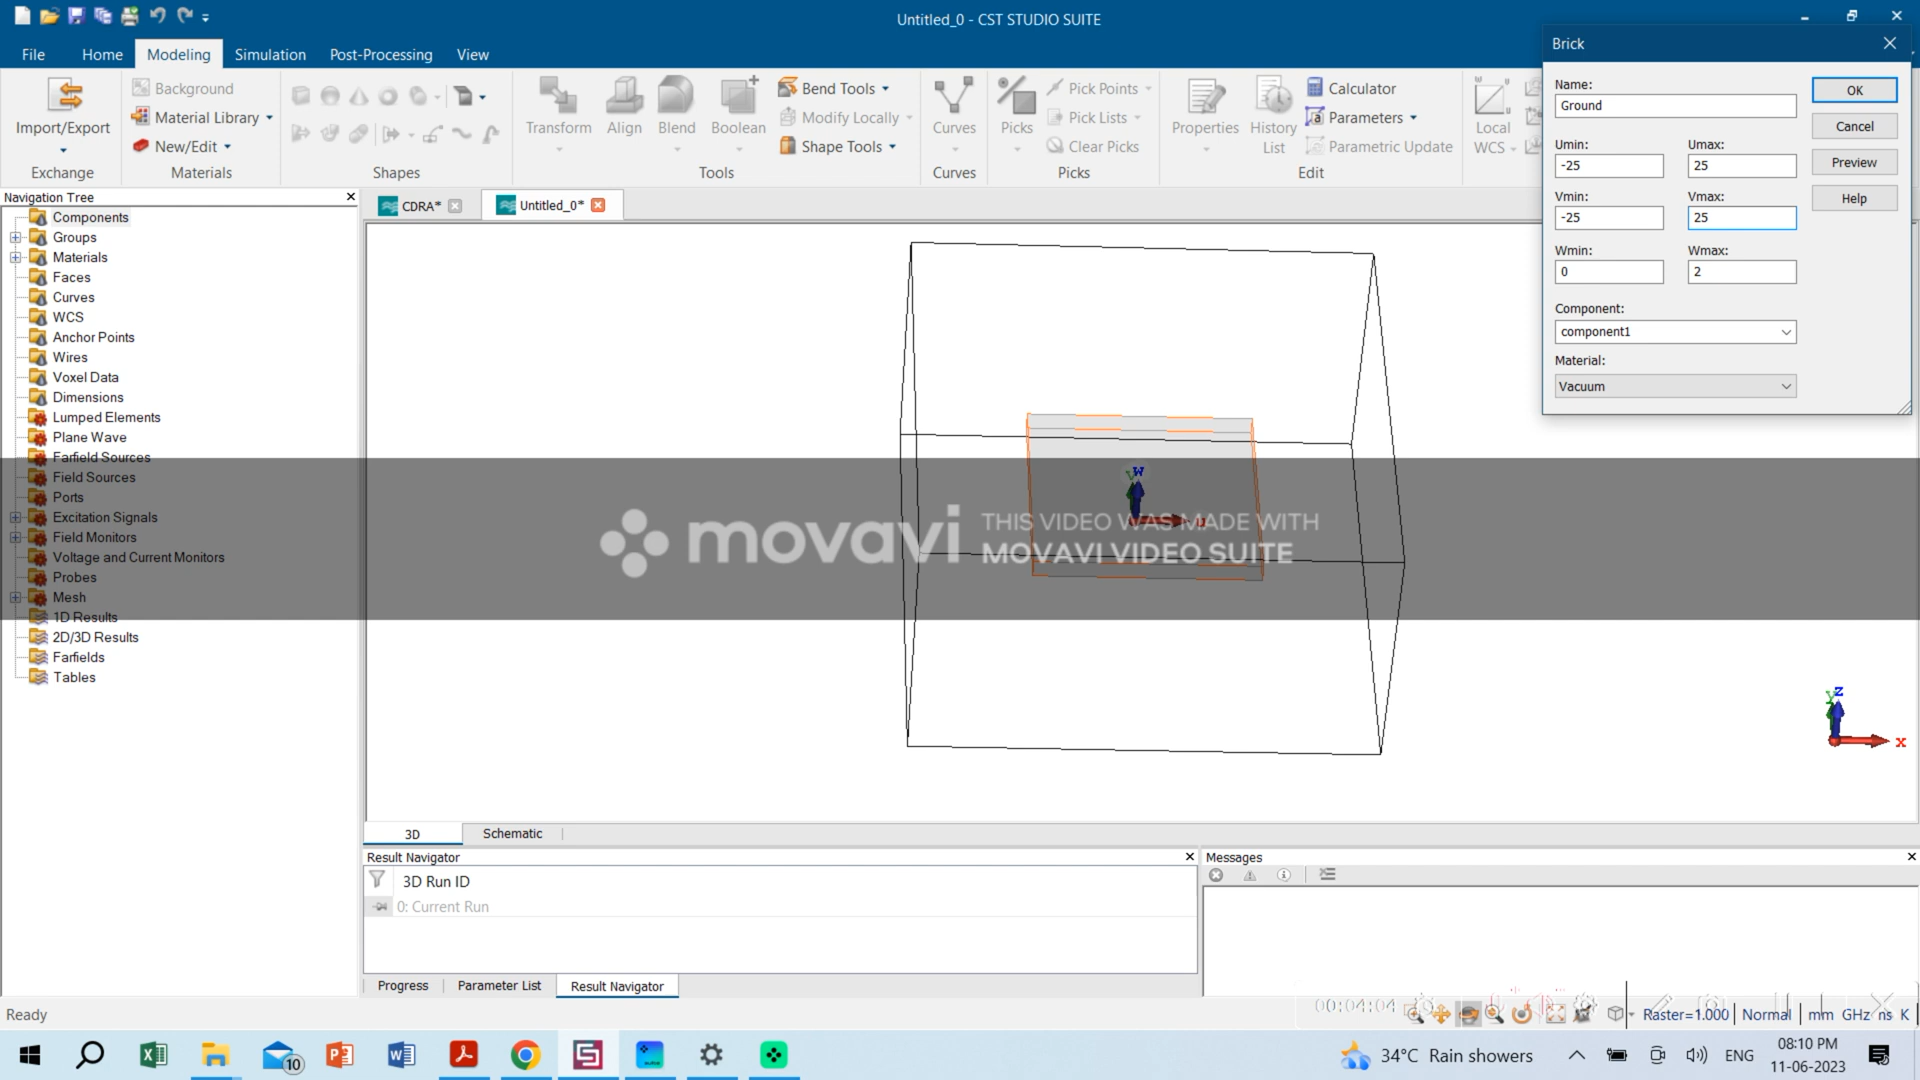 Untitled_0 - CST STUDIO SUITE
File Home Modeling Simulation Post-Processing View
Import/Export
Exchange
Background
Material Library
New/Edit
Materials
Shapes
Transform Align Blend Boolean
Bend Tools
Modify Locally
Shape Tools
Tools
Curves
Curves
Picks
Pick Points
Pick Lists
Clear Picks
Picks
Properties History List
Calculator
Parameters
Parametric Update
Edit
Local WCS
Brick
Name:
Ground
Umin: Umax:
-25 25
Vmin: Vmax:
-25 25
Wmin: Wmax:
0 2
Component:
component1
Material:
Vacuum
OK
Cancel
Preview
Help
Navigation Tree
Components
Groups
Materials
Faces
Curves
WCS
Anchor Points
Wires
Voxel Data
Dimensions
Lumped Elements
Plane Wave
Farfield Sources
Field Sources
Ports
Excitation Signals
Field Monitors
Voltage and Current Monitors
Probes
Mesh
1D Results
2D/3D Results
Farfields
Tables
CDRA* Untitled_0*
W
movavi
THIS VIDEO WAS MADE WITH
MOVAVI VIDEO SUITE
z
y
x
3D Schematic
Result Navigator
3D Run ID
0: Current Run
Progress Parameter List Result Navigator
Messages
Ready
00:04:04
Raster=1.000 Normal mm GHz ns K
10
34°C Rain showers
ENG
08:10 PM
11-06-2023